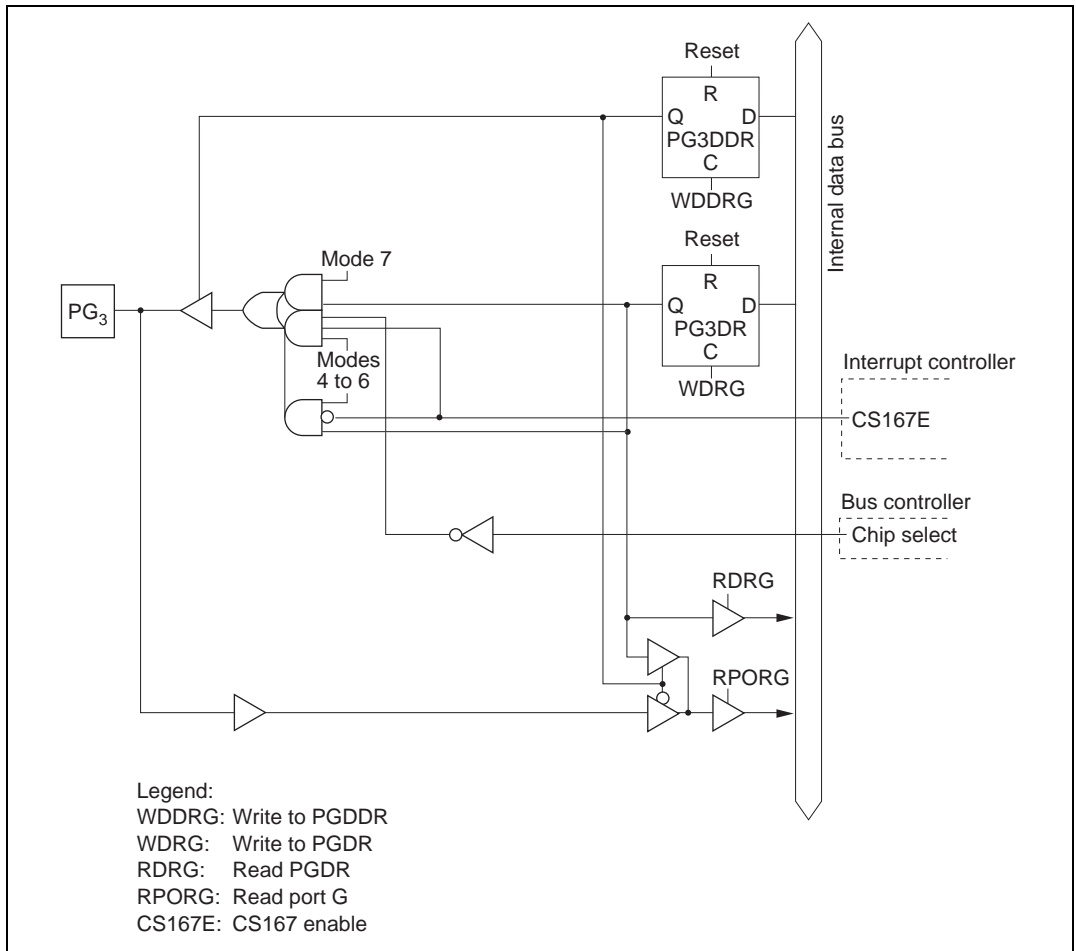 Reset
R
Q D
PG3DDR
C
WDDRG
Internal data bus
Reset
Mode 7
R
Q D
PG3DR
C
WDRG
PG3
Modes
4 to 6
Interrupt controller
CS167E
Bus controller
Chip select
RDRG
RPORG
Legend:
WDDRG: Write to PGDDR
WDRG: Write to PGDR
RDRG: Read PGDR
RPORG: Read port G
CS167E: CS167 enable